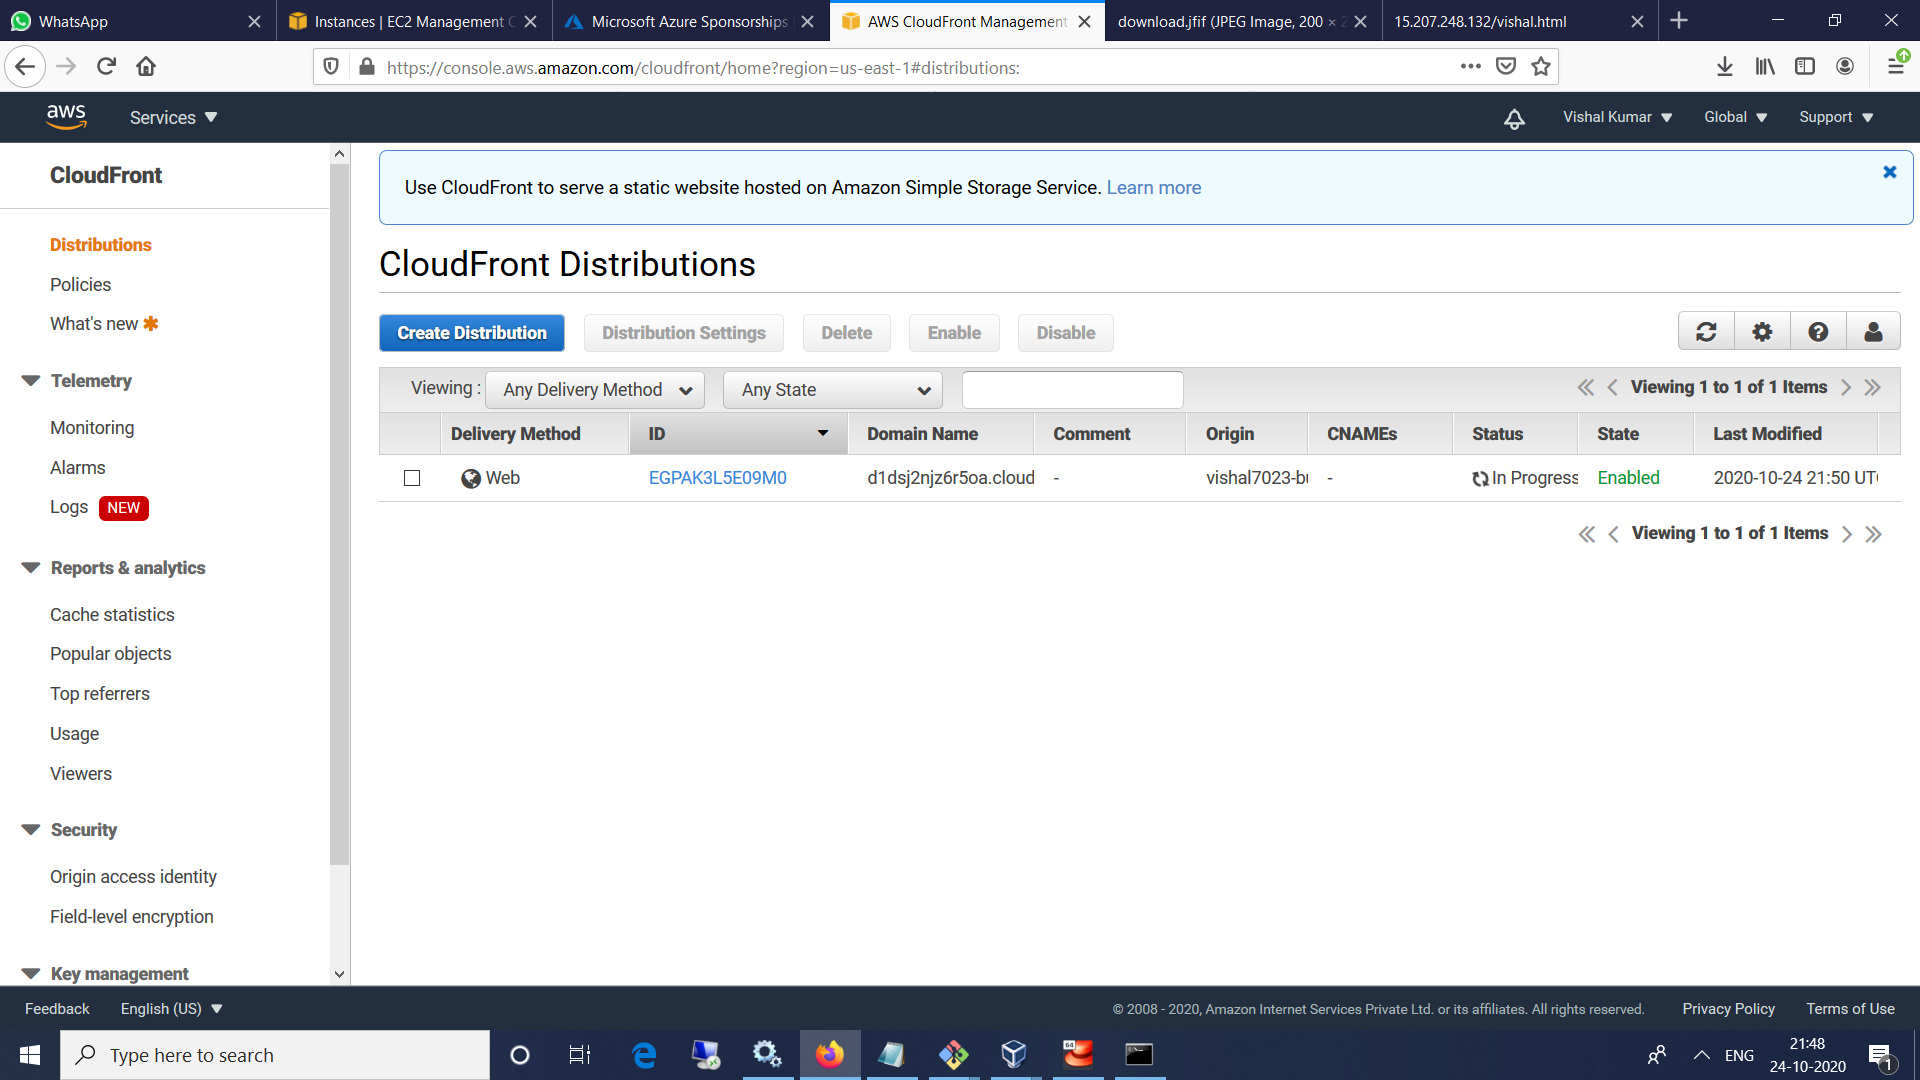 WhatsApp
Instances | EC2 Management C
Microsoft Azure Sponsorships
AWS CloudFront Management
download.jfif (JPEG Image, 200 ×
15.207.248.132/vishal.html
https://console.aws.amazon.com/cloudfront/home?region=us-east-1#distributions:
aws
Services
Vishal Kumar
Global
Support
CloudFront
Distributions
Policies
What's new
Telemetry
Monitoring
Alarms
Logs NEW
Reports & analytics
Cache statistics
Popular objects
Top referrers
Usage
Viewers
Security
Origin access identity
Field-level encryption
Key management
Use CloudFront to serve a static website hosted on Amazon Simple Storage Service. Learn more
CloudFront Distributions
Create Distribution Distribution Settings Delete Enable Disable
Viewing : Any Delivery Method Any State Viewing 1 to 1 of 1 Items
Delivery Method ID Domain Name Comment Origin CNAMEs Status State Last Modified
Web EGPAK3L5E09M0 d1dsj2njz6r5oa.cloud - vishal7023-bu - In Progress Enabled 2020-10-24 21:50 UT
Viewing 1 to 1 of 1 Items
Feedback English (US) © 2008 - 2020, Amazon Internet Services Private Ltd. or its affiliates. All rights reserved. Privacy Policy Terms of Use
Type here to search
64
ENG
21:48
24-10-2020
1